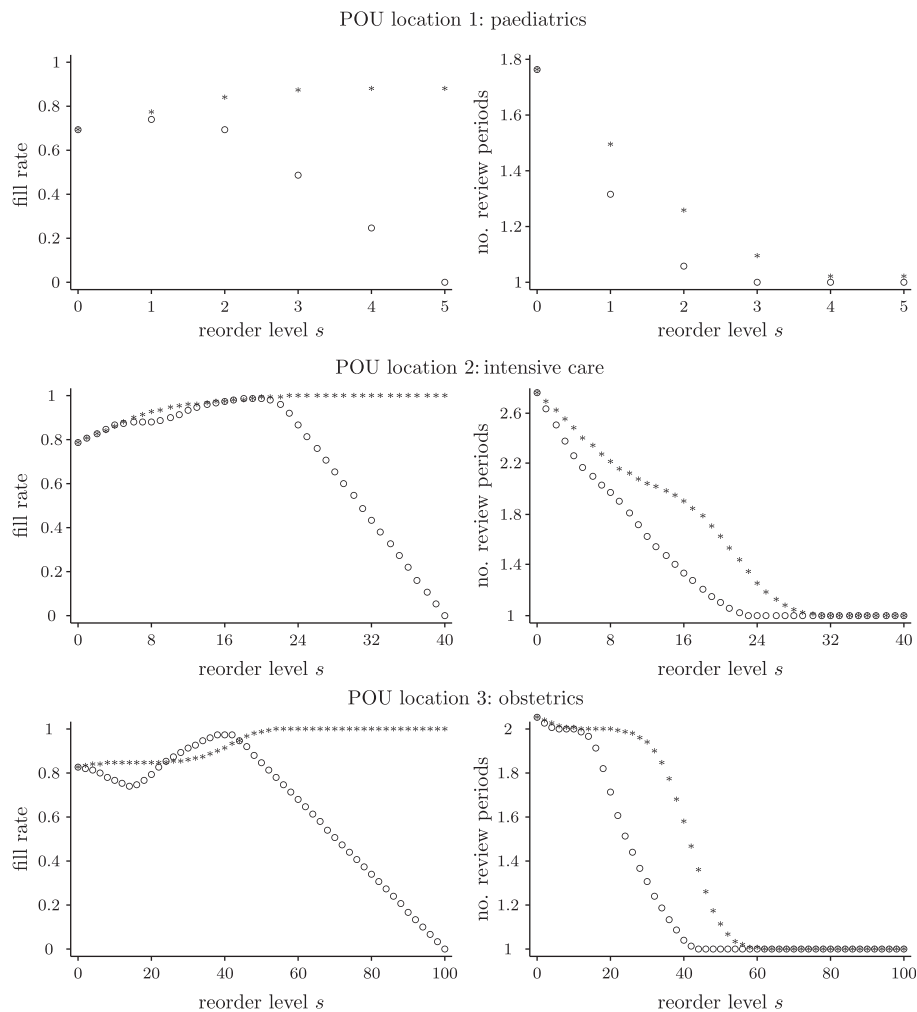 POU location 1: paediatrics
fill rate
1
0.8
0.6
0.4
0.2
0
0 1 2 3 4 5
reorder level s
no. review periods
1.8
1.6
1.4
1.2
1
0 1 2 3 4 5
reorder level s
POU location 2: intensive care
fill rate
1
0.8
0.6
0.4
0.2
0
0 8 16 24 32 40
reorder level s
no. review periods
2.6
2.2
1.8
1.4
1
0 8 16 24 32 40
reorder level s
POU location 3: obstetrics
fill rate
1
0.8
0.6
0.4
0.2
0
0 20 40 60 80 100
reorder level s
no. review periods
2
1.8
1.6
1.4
1.2
1
0 20 40 60 80 100
reorder level s